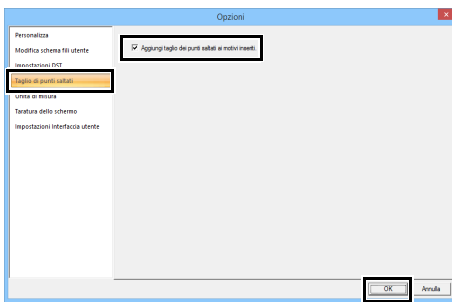 Opzioni
Personalizza
Modifica schema fili utente
Impostazioni DST
Taglio di punti saltati
Unità di misura
Taratura dello schermo
Impostazioni Interfaccia utente
Aggiungi taglio dei punti saltati ai motivi inseriti.
OK
Annulla